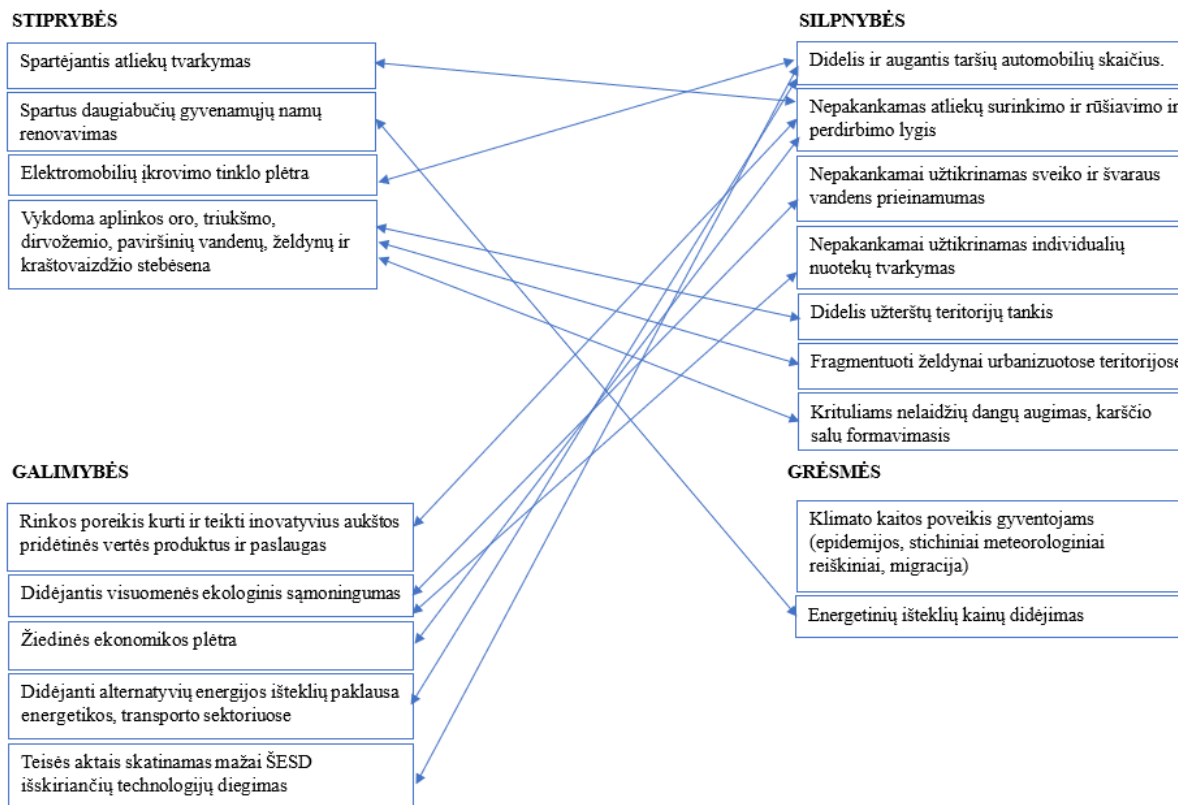 STIPRYBĖS
Spartėjantis atliekų tvarkymas
Spartus daugiabučių gyvenamųjų namų
renovavimas
Elektromobilių įkrovimo tinklo plėtra
Vykdoma aplinkos oro, triukšmo,
dirvožemio, paviršinių vandenų, želdynų ir
kraštovaizdžio stebėsena
SILPNYBĖS
Didelis ir augantis taršių automobilių skaičius.
Nepakankamas atliekų surinkimo ir rūšiavimo ir
perdirbimo lygis
Nepakankamai užtikrinamas sveiko ir švaraus
vandens prieinamumas
Nepakankamai užtikrinamas individualių
nuotekų tvarkymas
Didelis užterštų teritorijų tankis
Fragmentuoti želdynai urbanizuotose teritorijose
Krituliams nelaidžių dangų augimas, karščio
salų formavimasis
GALIMYBĖS
Rinkos poreikis kurti ir teikti inovatyvius aukštos
pridėtinės vertės produktus ir paslaugas
Didėjantis visuomenės ekologinis sąmoningumas
Žiedinės ekonomikos plėtra
Didėjanti alternatyvių energijos išteklių paklausa
energetikos, transporto sektoriuose
Teisės aktais skatinamas mažai ŠESD
išskiriančių technologijų diegimas
GRĖSMĖS
Klimato kaitos poveikis gyventojams
(epidemijos, stichiniai meteorologiniai
reiškiniai, migracija)
Energetinių išteklių kainų didėjimas